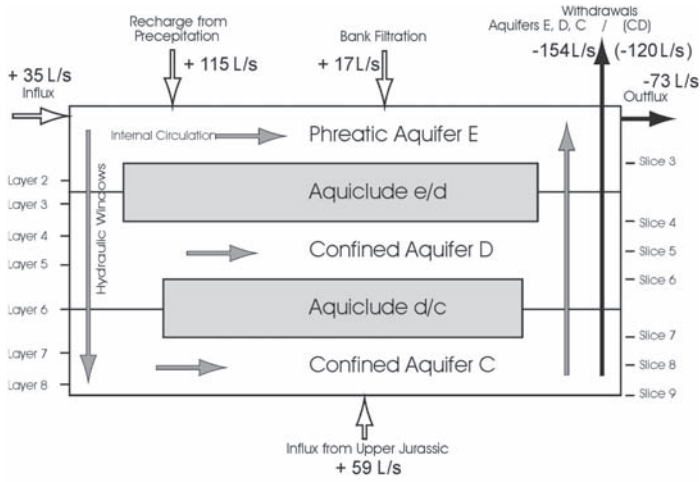 Recharge from
Precepitation
+ 115 L/s
Bank Filtration
+ 17L/s
Withdrawals
Aquifers E, D, C / (CD)
-154L/s (-120L/s)
-73 L/s
Outflux
+ 35 L/s
Influx
Internal Circulation
Phreatic Aquifer E
Slice 3
Layer 2
Aquiclude e/d
Layer 3
Hydraulic Windows
Slice 4
Layer 4
Confined Aquifer D
Slice 5
Layer 5
Slice 6
Layer 6
Aquiclude d/c
Slice 7
Layer 7
Confined Aquifer C
Slice 8
Layer 8
Slice 9
Influx from Upper Jurassic
+ 59 L/s